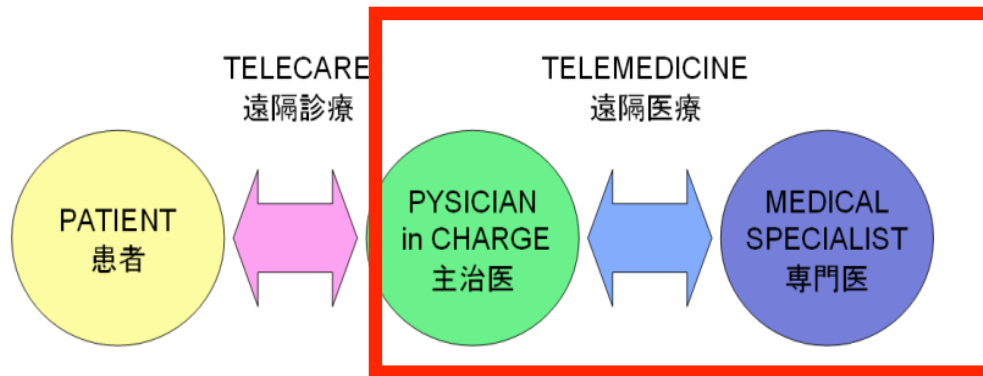 TELECARE
遠隔診療
TELEMEDICINE
遠隔医療
PATIENT
患者
PYSICIAN
in CHARGE
主治医
MEDICAL
SPECIALIST
専門医